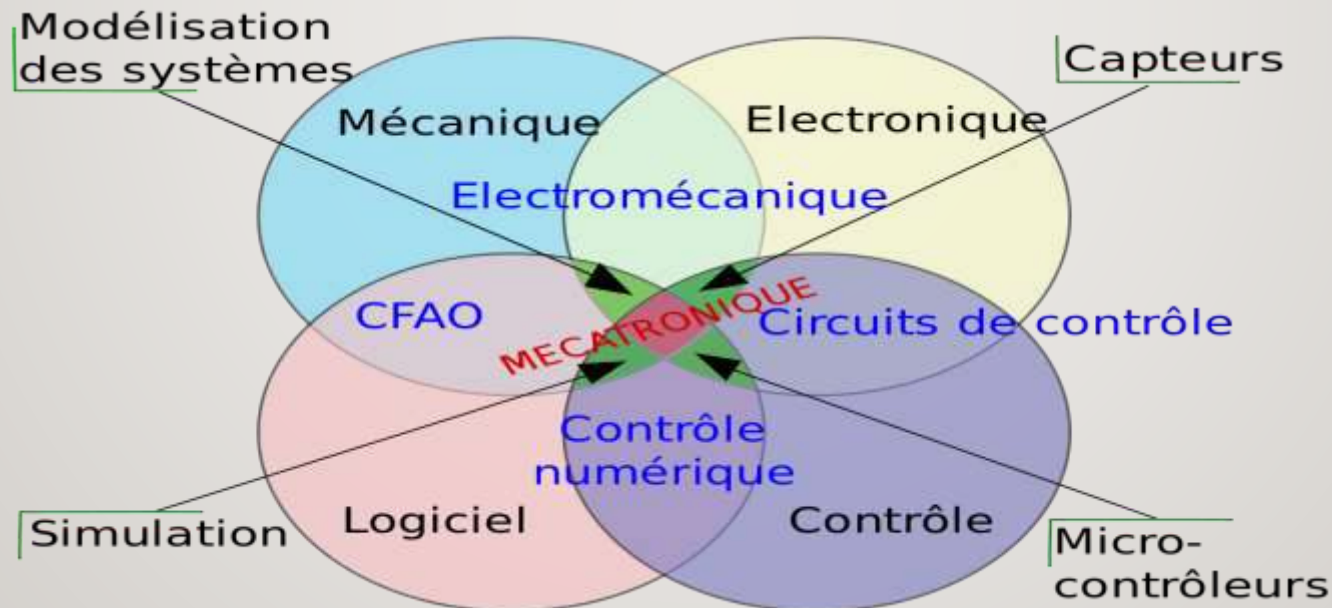 Modélisation
des systèmes
Capteurs
Mécanique
Electronique
Electromécanique
CFAO
MECATRONIQUE
Circuits de contrôle
Contrôle
numérique
Logiciel
Contrôle
Simulation
Micro-
contrôleurs